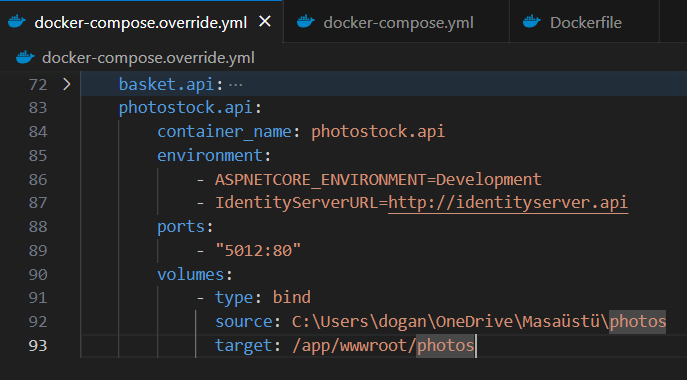 docker-compose.override.yml docker-compose.yml Dockerfile
docker-compose.override.yml
72 basket.api:
83 photostock.api:
84 container_name: photostock.api
85 environment:
86 - ASPNETCORE_ENVIRONMENT=Development
87 - IdentityServerURL=http://identityserver.api
88 ports:
89 - "5012:80"
90 volumes:
91 - type: bind
92 source: C:\Users\dogan\OneDrive\Masaüstü\photos
93 target: /app/wwwroot/photos